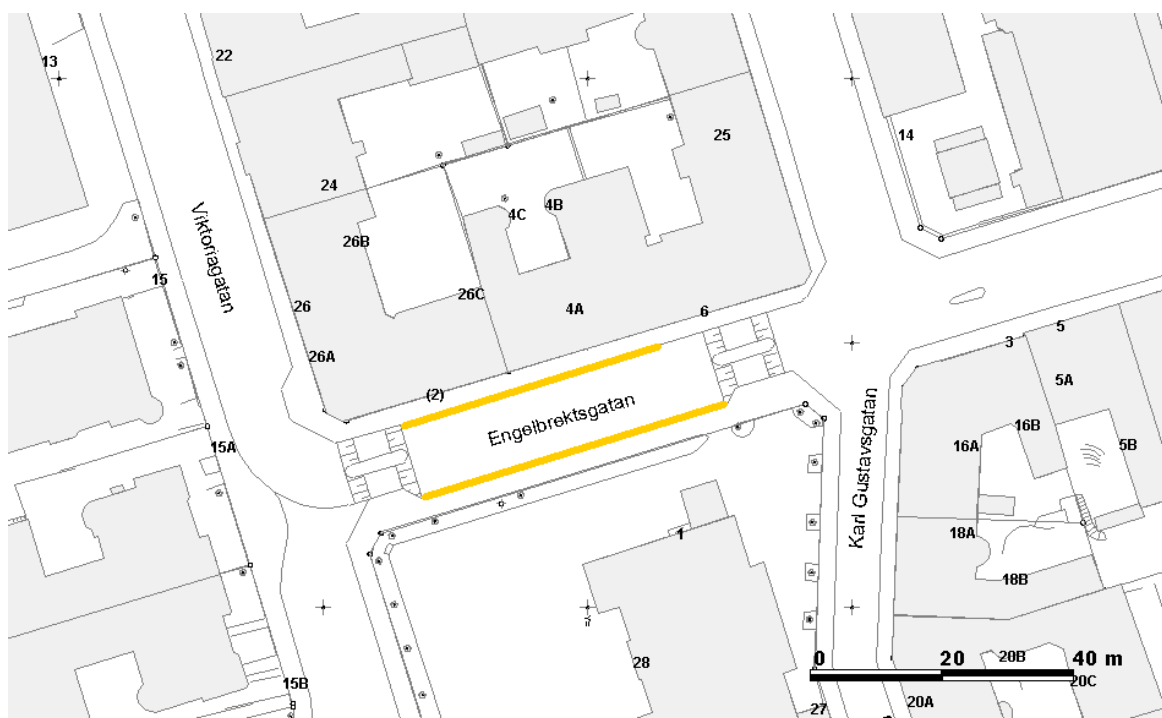 22
13
14
25
24
Viktoriagatan
4B
4C
26B
15
26C
26
4A
6
5
3
26A
5A
(2)
Engelbrektsgatan
16B
15A
16A
5B
Karl Gustavsgatan
1
18A
18B
28
0 20 40 m
20B
20C
15B
20A
27